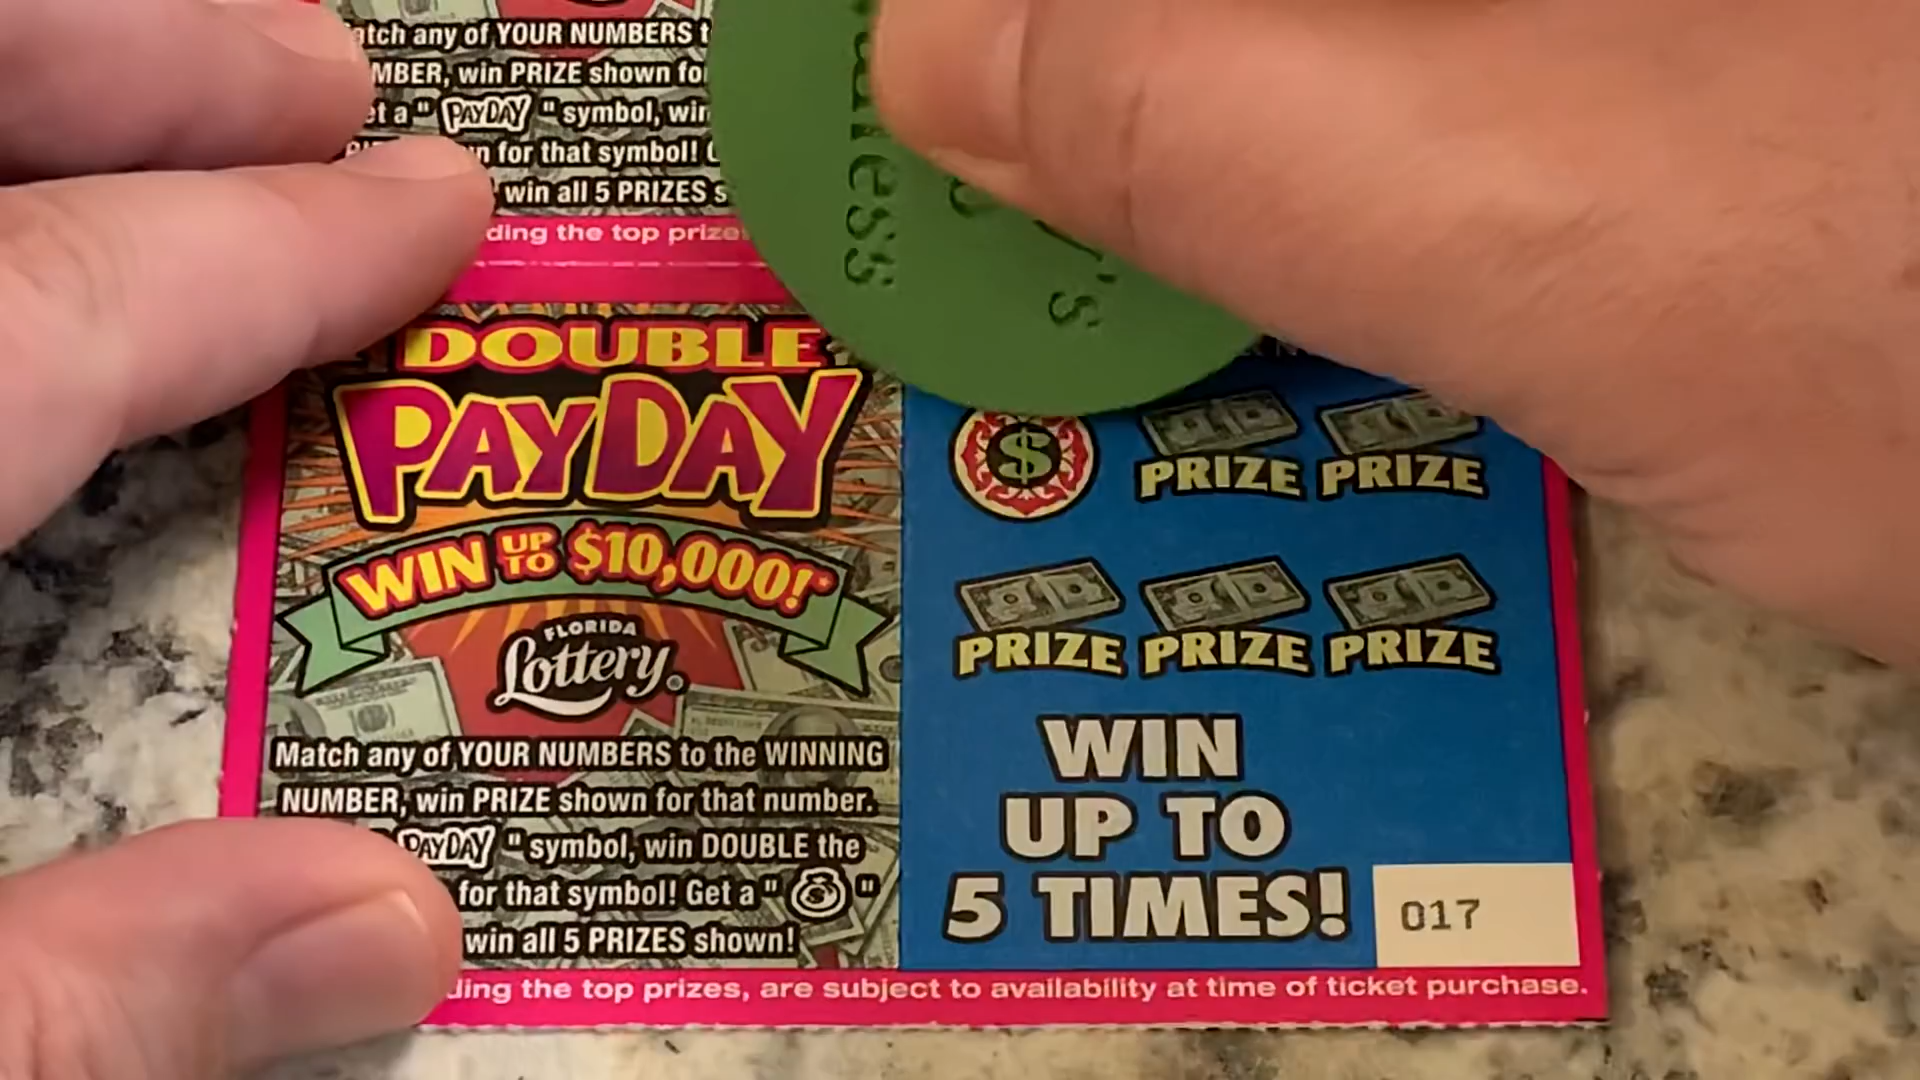 atch any of YOUR NUMBERS t
MBER, win PRIZE shown fo
et a " PAYDAY " symbol, win
n for that symbol!
win all 5 PRIZES s
ding the top prize
less
's
DOUBLE
PAYDAY
WIN UP TO $10,000!*
FLORIDA
Lottery®
Match any of YOUR NUMBERS to the WINNING
NUMBER, win PRIZE shown for that number.
PAYDAY " symbol, win DOUBLE the
for that symbol! Get a " $ "
win all 5 PRIZES shown!
ding the top prizes, are subject to availability at time of ticket purchase.
$
PRIZE PRIZE
PRIZE PRIZE PRIZE
WIN
UP TO
5 TIMES!
017